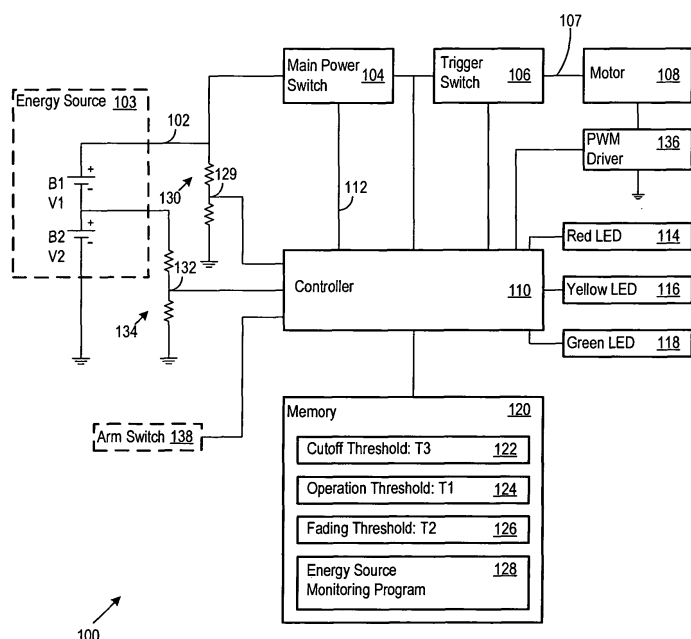 107
Main Power
Switch 104
Trigger
Switch 106
Motor 108
Energy Source 103
102
PWM
Driver 136
B1
V1
+
-
B2
V2
+
-
130
129
112
132
134
Controller 110
Red LED 114
Yellow LED 116
Green LED 118
Arm Switch 138
Memory 120
Cutoff Threshold: T3 122
Operation Threshold: T1 124
Fading Threshold: T2 126
Energy Source 128
Monitoring Program
100